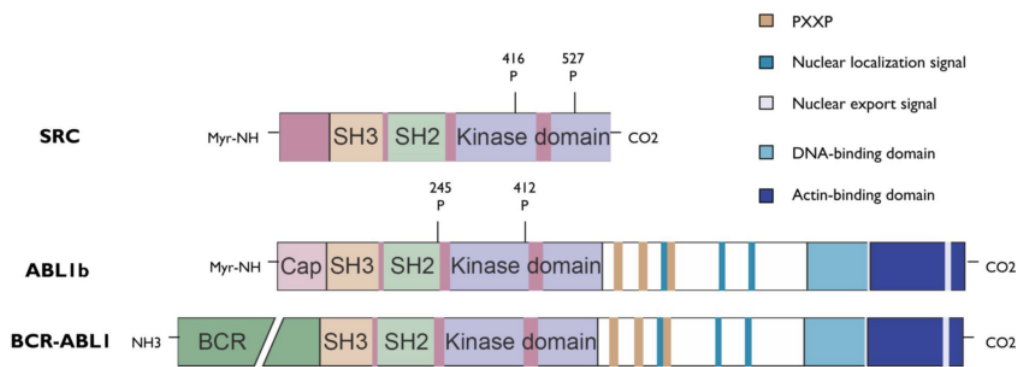 PXXP
Nuclear localization signal
Nuclear export signal
DNA-binding domain
Actin-binding domain
416
P
527
P
SRC
Myr-NH
SH3
SH2
Kinase domain
CO2
245
P
412
P
ABL1b
Myr-NH
Cap
SH3
SH2
Kinase domain
CO2
BCR-ABL1
NH3
BCR
SH3
SH2
Kinase domain
CO2